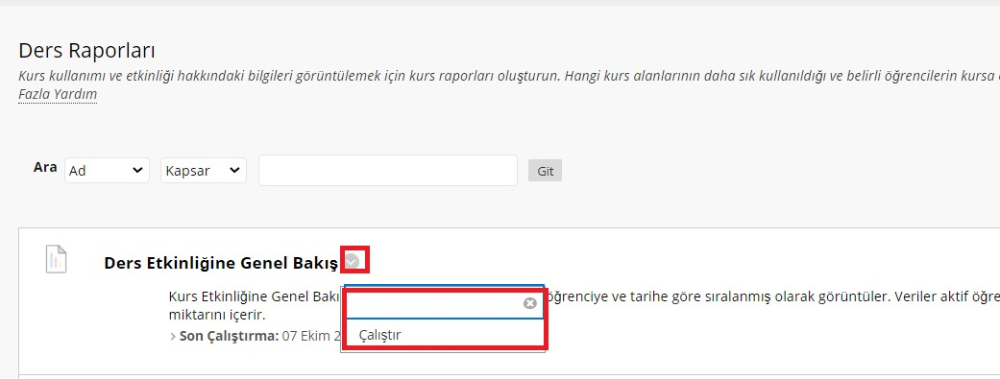 Ders Raporları
Kurs kullanımı ve etkinliği hakkındaki bilgileri görüntülemek için kurs raporları oluşturun. Hangi kurs alanlarının daha sık kullanıldığı ve belirli öğrencilerin kursa
Fazla Yardım
Ara Ad Kapsar Git
Ders Etkinliğine Genel Bakış
Kurs Etkinliğine Genel Bakı öğrenciye ve tarihe göre sıralanmış olarak görüntüler. Veriler aktif öğre
miktarını içerir.
Son Çalıştırma: 07 Ekim 2
Çalıştır